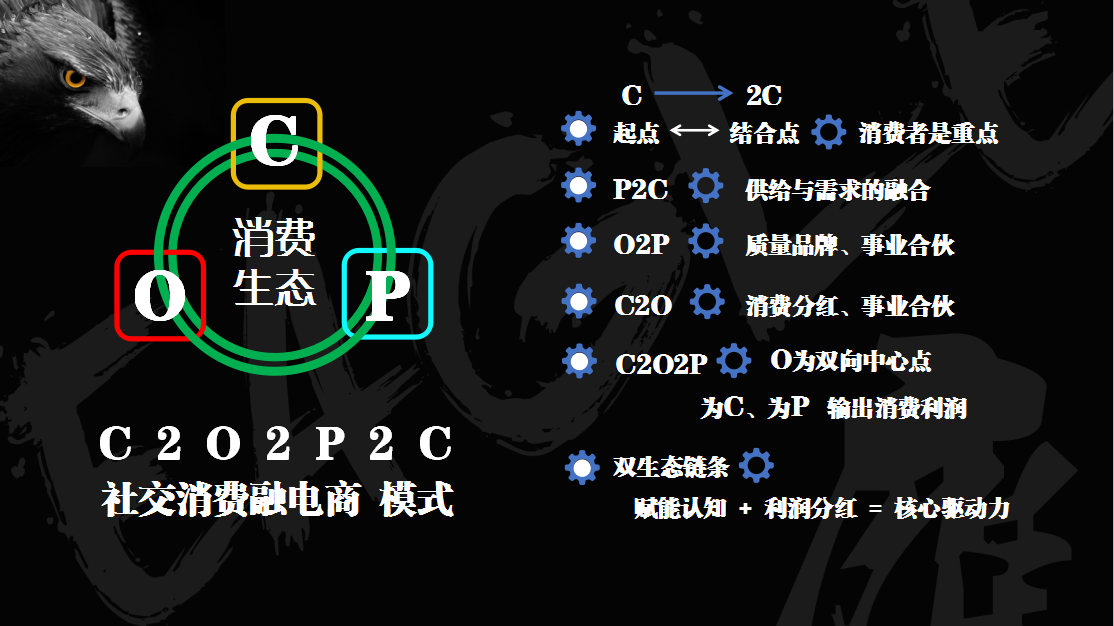 C
消费
生态
O
P
C 2 O 2 P 2 C
社交消费融电商 模式
C 2C
起点 结合点 消费者是重点
P2C 供给与需求的融合
O2P 质量品牌、事业合伙
C2O 消费分红、事业合伙
C2O2P O为双向中心点
为C、为P 输出消费利润
双生态链条
赋能认知 + 利润分红 = 核心驱动力
EAGLE